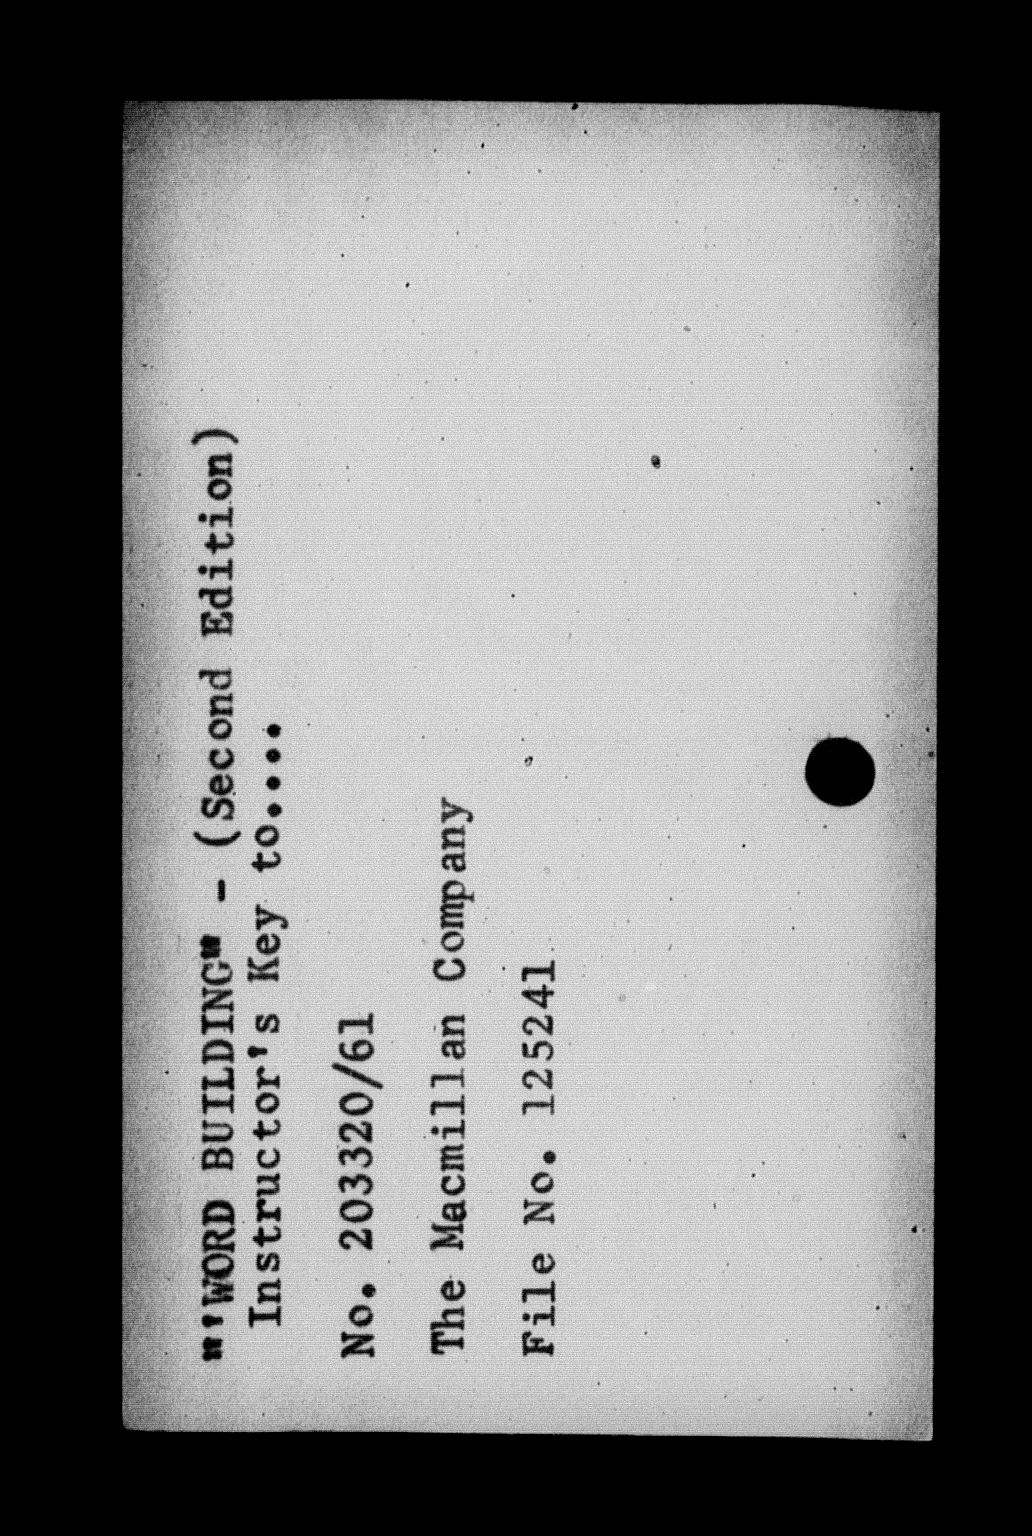 "'WORD BUILDING" - (Second Edition)
Instructor's Key to....
No. 203320/61
The Macmillan Company
File No. 125241